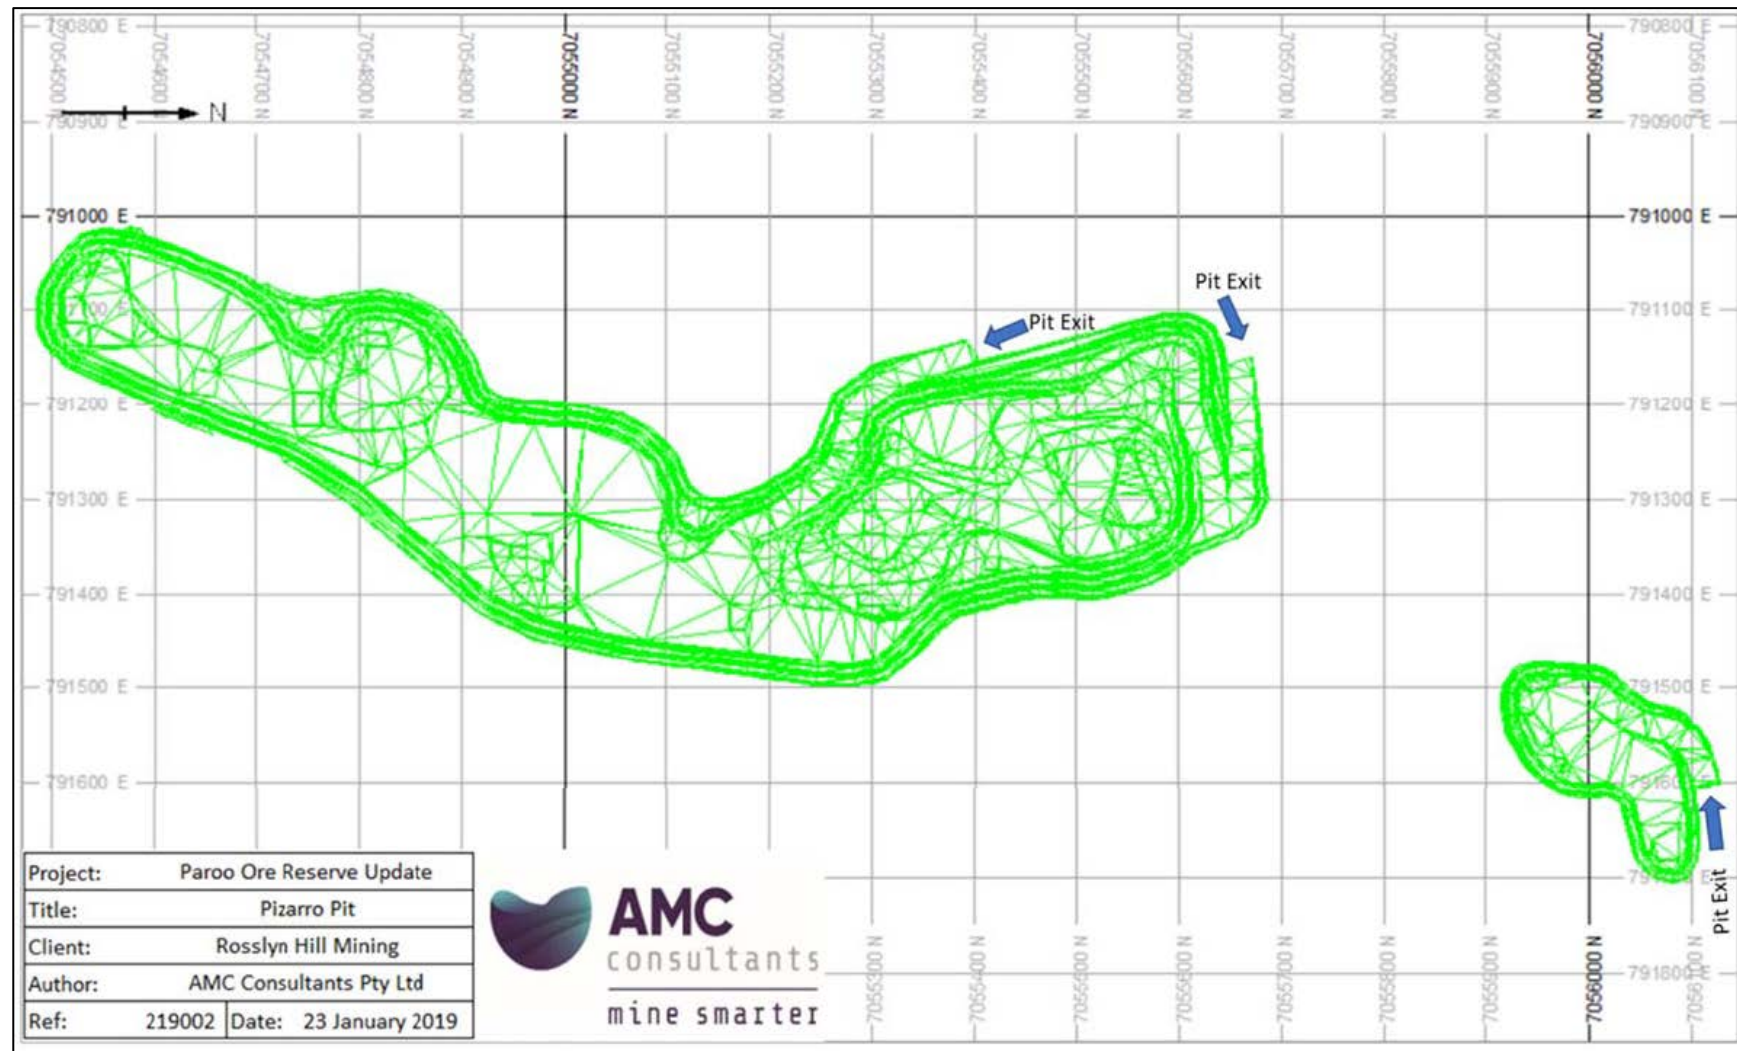 790800 E
7054500 N
7054600 N
7054700 N
7054800 N
7054900 N
7055000 N
7055100 N
7055200 N
7055300 N
7055400 N
7055500 N
7055600 N
7055700 N
7055800 N
7055900 N
7056000 N
790800 E
7056100 N
N
790900 E
790900 E
791000 E
791000 E
Pit Exit
Pit Exit
791100 E
791200 E
791200 E
791300 E
791300 E
791400 E
791400 E
791500 E
791500 E
791600 E
Pit Exit
Project: Paroo Ore Reserve Update
Title: Pizarro Pit
Client: Rosslyn Hill Mining
Author: AMC Consultants Pty Ltd
Ref: 219002 Date: 23 January 2019
AMC
consultants
mine smarter
7055300 N
7055400 N
7055500 N
7055600 N
7055700 N
7055800 N
7055900 N
7056000 N
791800 E
7056100 N